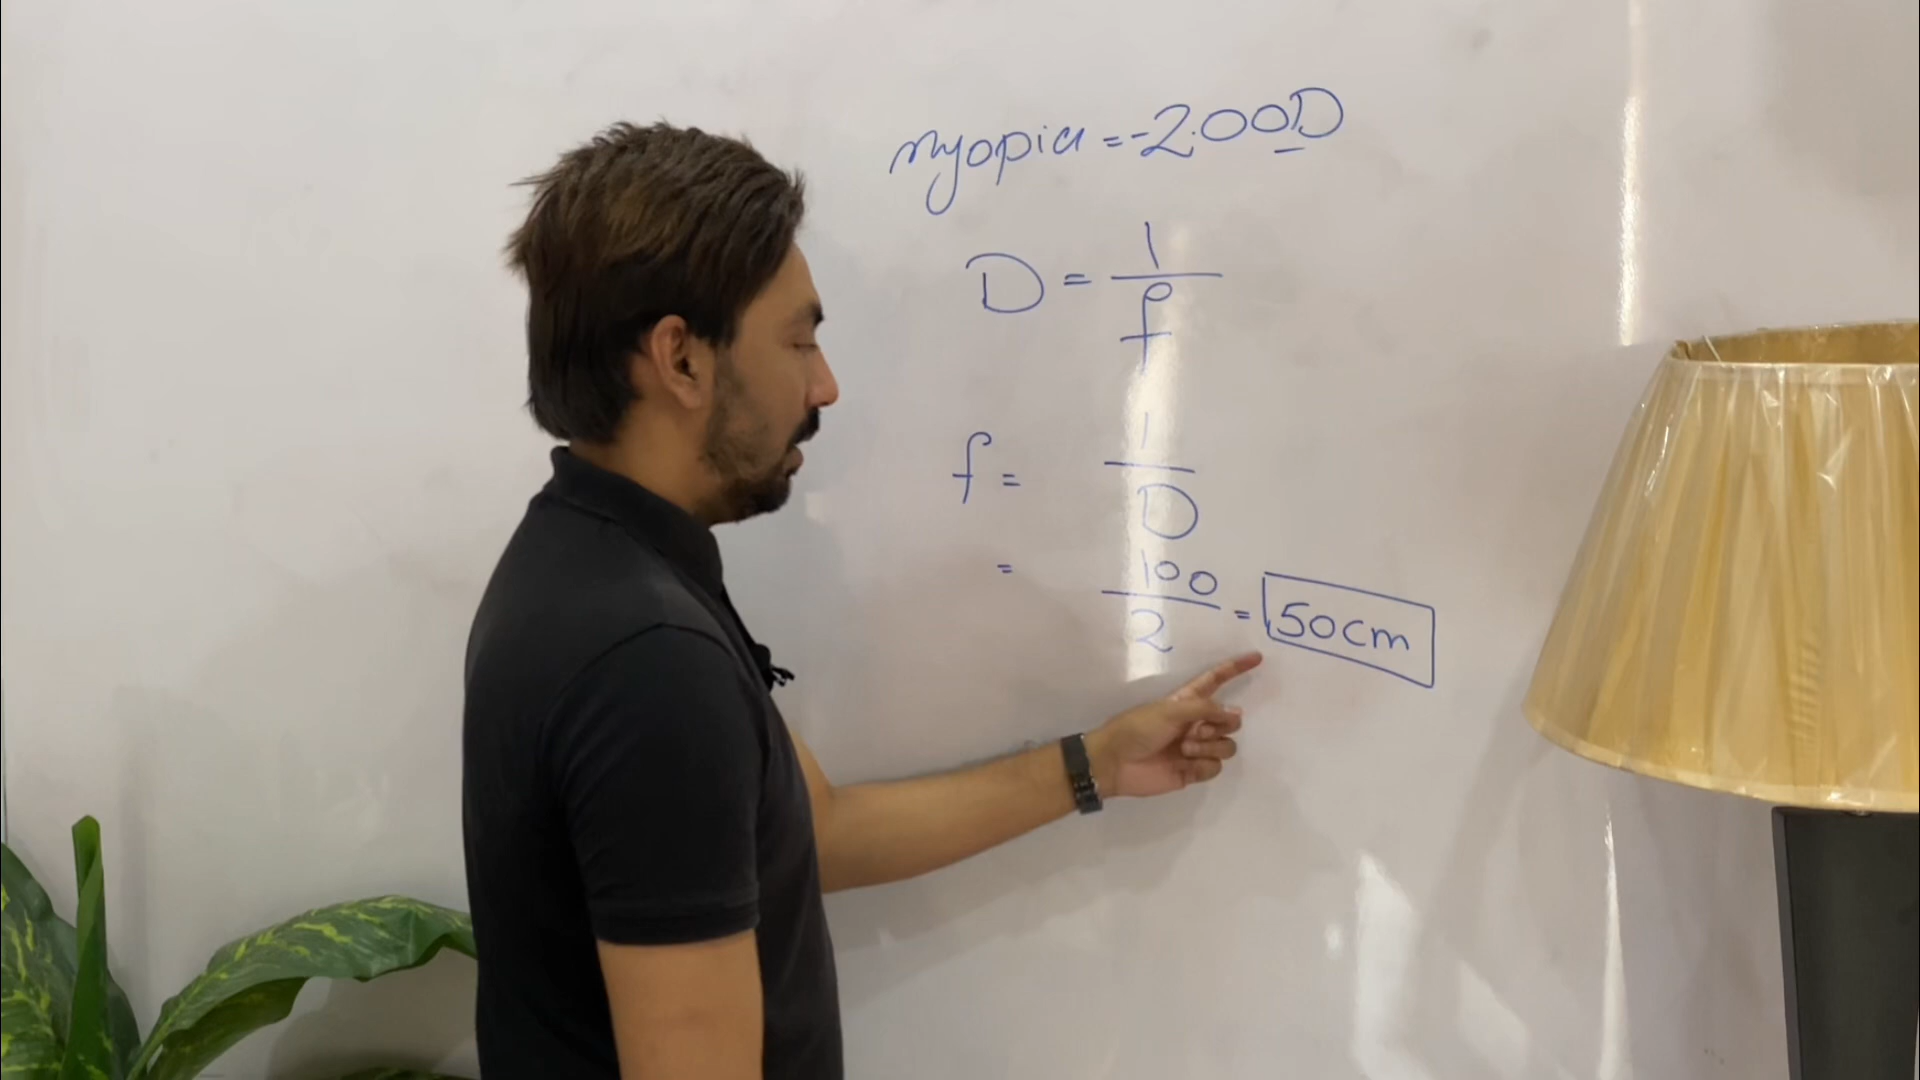 myopia = -2.00D
D = 1/f
f = 1/D
= 100/2 = 50cm